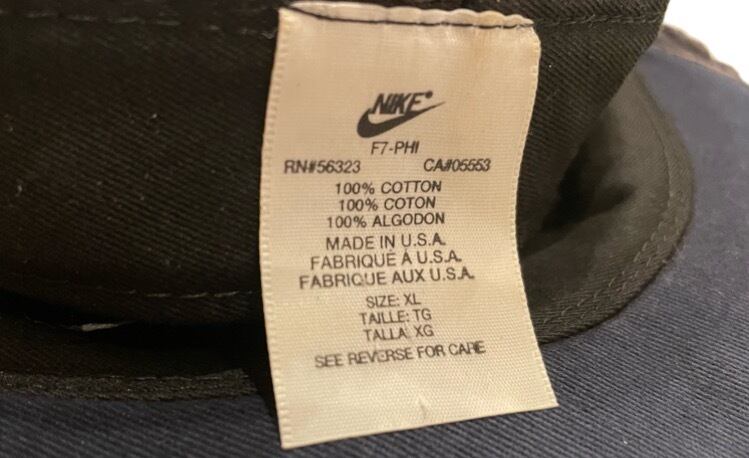 NIKE
F7-PHI
RN#56323 CA#05553
100% COTTON
100% COTON
100% ALGODON
MADE IN U.S.A.
FABRIQUÉ À U.S.A.
FABRIQUE AUX U.S.A.
SIZE: XL
TAILLE: TG
TALLA: XG
SEE REVERSE FOR CARE